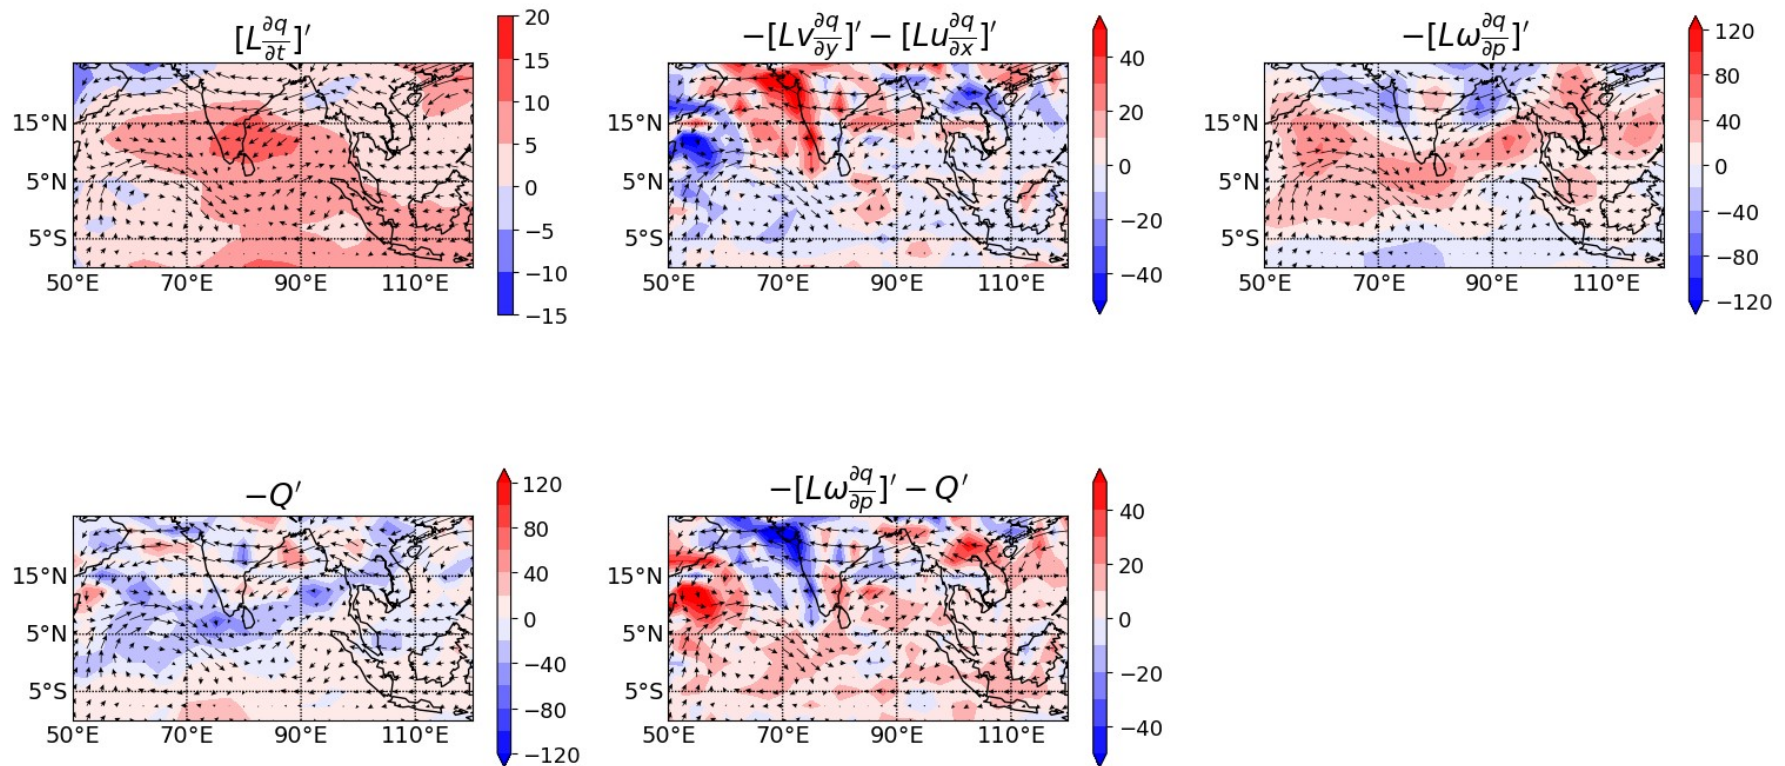 [L∂q/∂t]′
20
15
10
5
0
−5
−10
−15
15°N
5°N
5°S
50°E 70°E 90°E 110°E
−[Lv∂q/∂y]′ − [Lu∂q/∂x]′
40
20
0
−20
−40
50°E 70°E 90°E 110°E
−[Lω∂q/∂p]′
120
80
40
0
−40
−80
−120
15°N
5°N
5°S
50°E 70°E 90°E 110°E
−Q′
120
80
40
0
−40
−80
−120
15°N
5°N
5°S
50°E 70°E 90°E 110°E
−[Lω∂q/∂p]′ − Q′
40
20
0
−20
−40
15°N
5°N
5°S
50°E 70°E 90°E 110°E